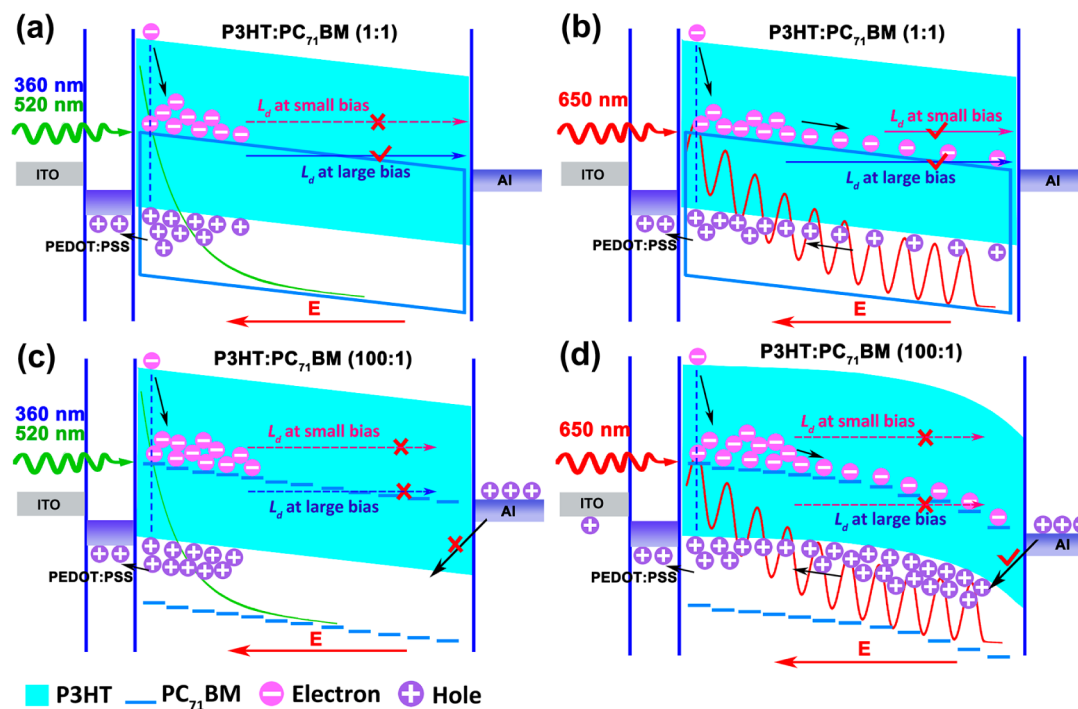 (a)
P3HT:PC71BM (1:1)
360 nm
520 nm
Ld at small bias
Ld at large bias
ITO
Al
PEDOT:PSS
E
(b)
P3HT:PC71BM (1:1)
650 nm
Ld at small bias
Ld at large bias
ITO
Al
PEDOT:PSS
E
(c)
P3HT:PC71BM (100:1)
360 nm
520 nm
Ld at small bias
Ld at large bias
ITO
Al
PEDOT:PSS
E
(d)
P3HT:PC71BM (100:1)
650 nm
Ld at small bias
Ld at large bias
ITO
Al
PEDOT:PSS
E
P3HT PC71BM Electron Hole